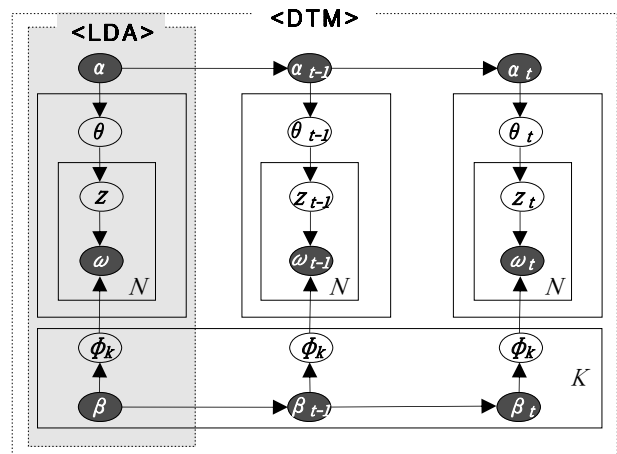 <DTM>
<LDA>
α α t-1 α t
θ θ t-1 θ t
z z t-1 z t
ω ω t-1 ω t
N N N
Φk Φk Φk
K
β β t-1 β t